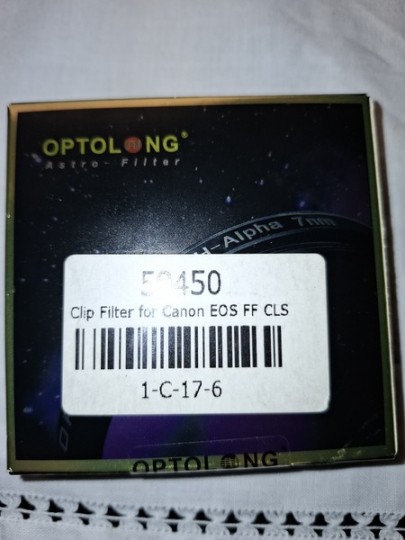 OPTOLONG®
Astro-Filter
H-Alpha 7nm
50450
Clip Filter for Canon EOS FF CLS
1-C-17-6
OPTOLONG